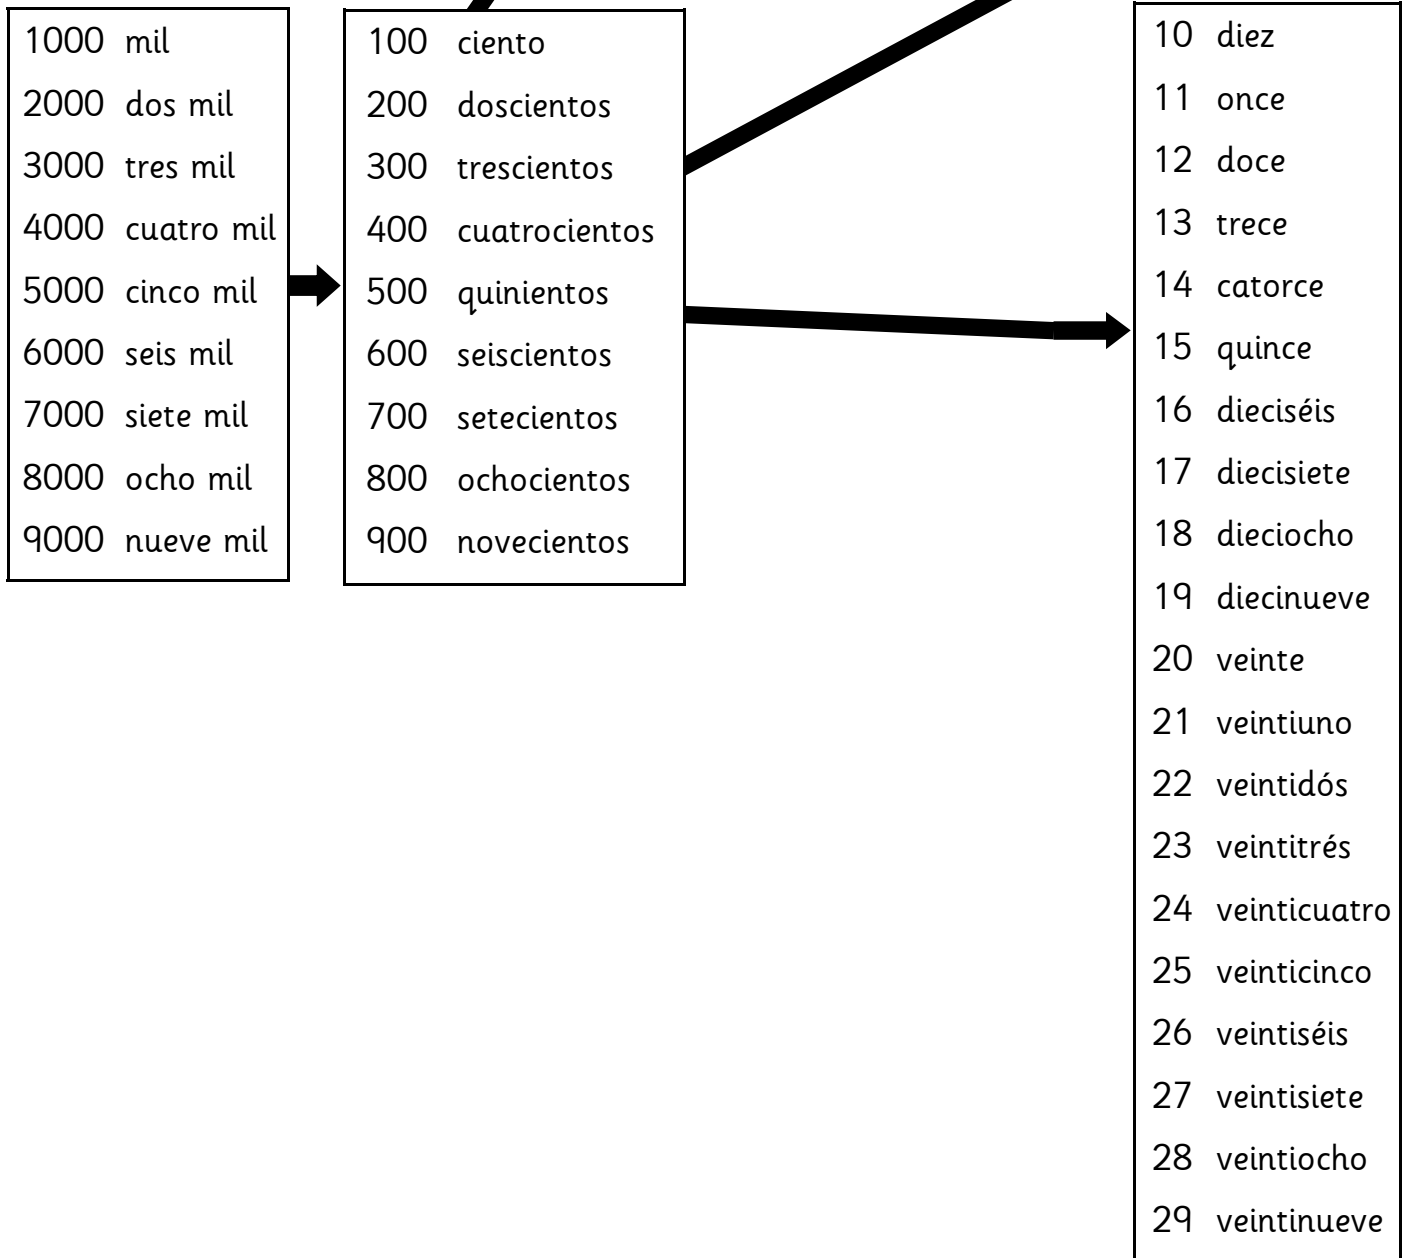 1000 mil
2000 dos mil
3000 tres mil
4000 cuatro mil
5000 cinco mil
6000 seis mil
7000 siete mil
8000 ocho mil
9000 nueve mil
100 ciento
200 doscientos
300 trescientos
400 cuatrocientos
500 quinientos
600 seiscientos
700 setecientos
800 ochocientos
900 novecientos
10 diez
11 once
12 doce
13 trece
14 catorce
15 quince
16 dieciséis
17 diecisiete
18 dieciocho
19 diecinueve
20 veinte
21 veintiuno
22 veintidós
23 veintitrés
24 veinticuatro
25 veinticinco
26 veintiséis
27 veintisiete
28 veintiocho
29 veintinueve